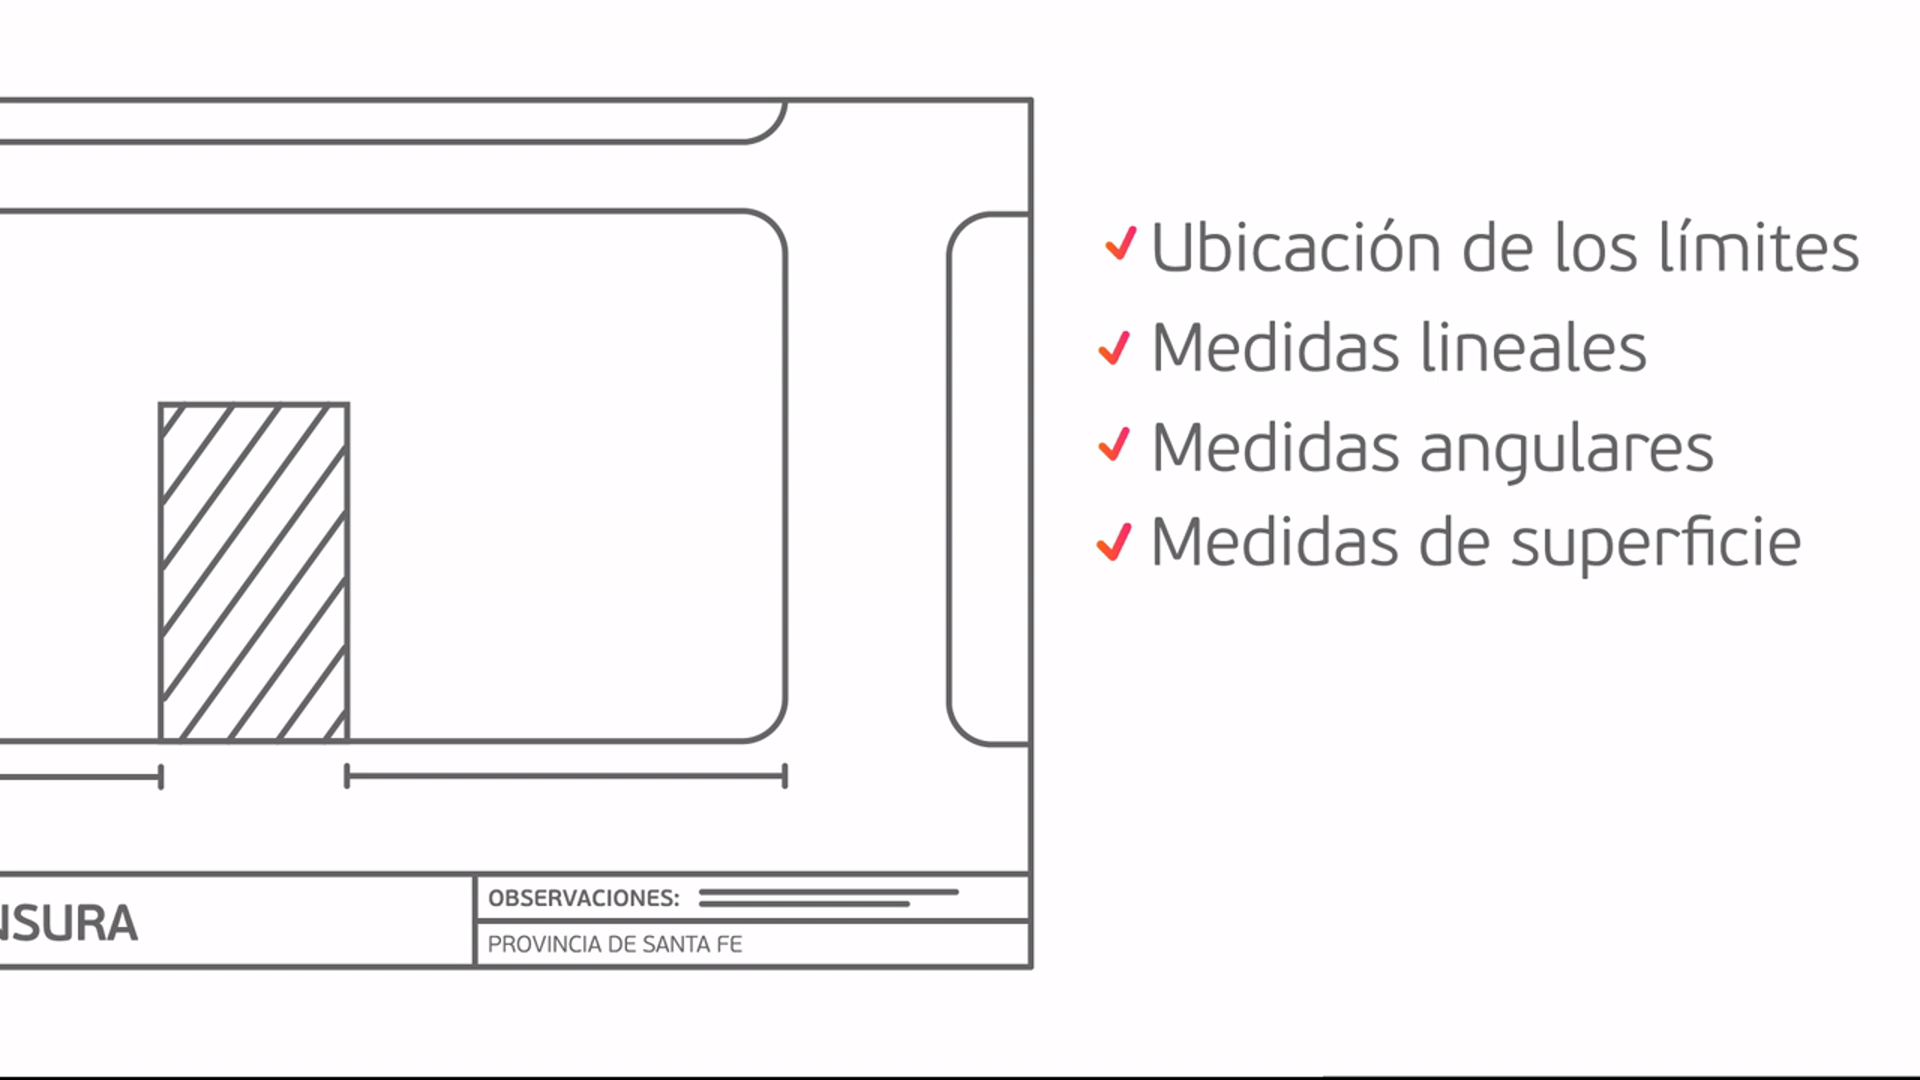 Ubicación de los límites
Medidas lineales
Medidas angulares
Medidas de superficie
OBSERVACIONES:
NSURA
PROVINCIA DE SANTA FE